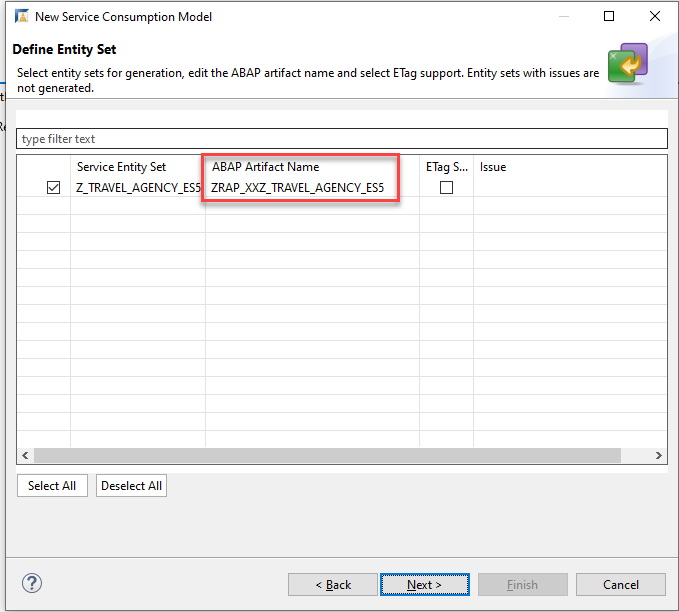 New Service Consumption Model
Define Entity Set
Select entity sets for generation, edit the ABAP artifact name and select ETag support. Entity sets with issues are
not generated.
type filter text
Service Entity Set ABAP Artifact Name ETag S... Issue
Z_TRAVEL_AGENCY_ES5 ZRAP_XXZ_TRAVEL_AGENCY_ES5
Select All Deselect All
? < Back Next > Finish Cancel